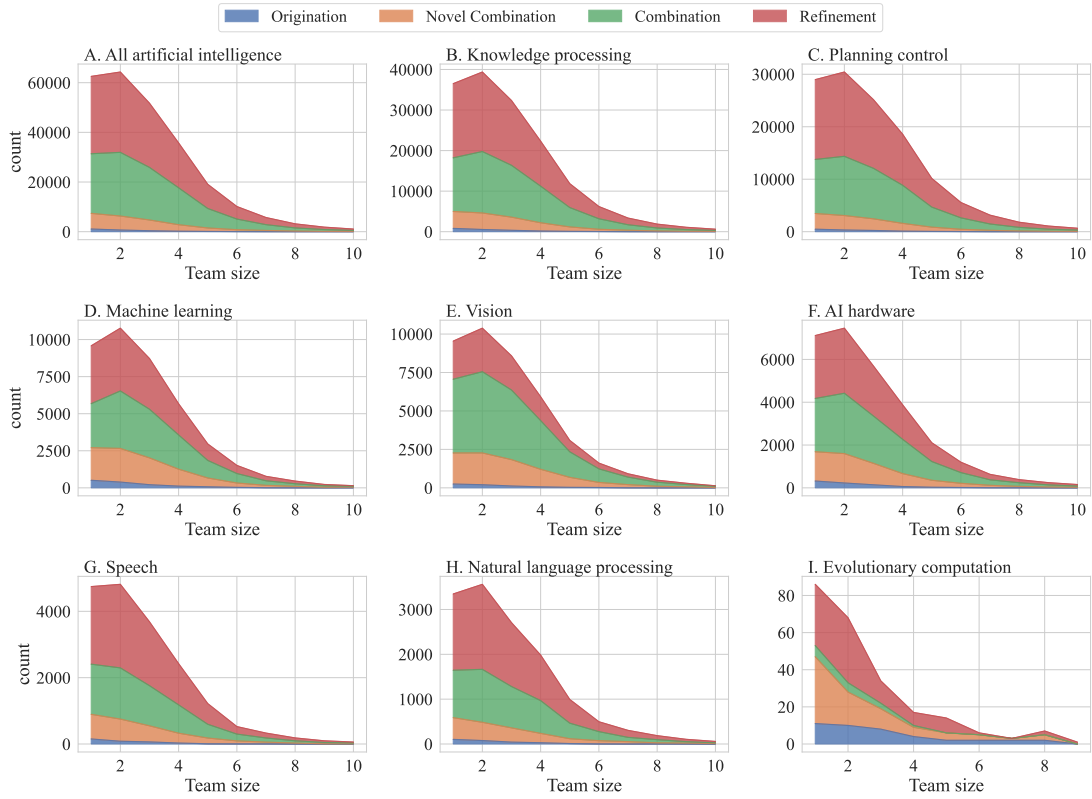 Origination Novel Combination Combination Refinement
A. All artificial intelligence
60000
40000
20000
0
count
2 4 6 8 10
Team size
B. Knowledge processing
40000
30000
20000
10000
0
2 4 6 8 10
Team size
C. Planning control
30000
20000
10000
0
2 4 6 8 10
Team size
D. Machine learning
10000
7500
5000
2500
0
count
2 4 6 8 10
Team size
E. Vision
10000
7500
5000
2500
0
2 4 6 8 10
Team size
F. AI hardware
6000
4000
2000
0
2 4 6 8 10
Team size
G. Speech
4000
2000
0
count
2 4 6 8 10
Team size
H. Natural language processing
3000
2000
1000
0
2 4 6 8 10
Team size
I. Evolutionary computation
80
60
40
20
0
2 4 6 8
Team size